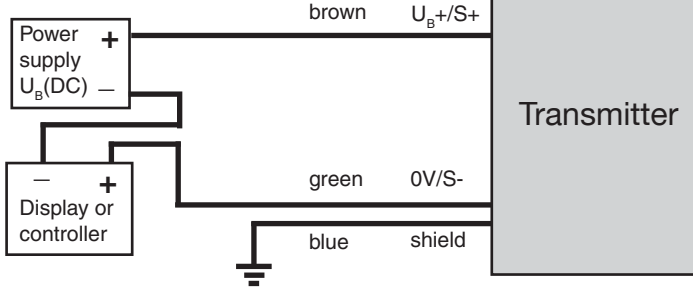 brown U_B+/S+
Power +
supply
U_B(DC) −
Transmitter
− +
Display or
controller
green 0V/S-
blue shield